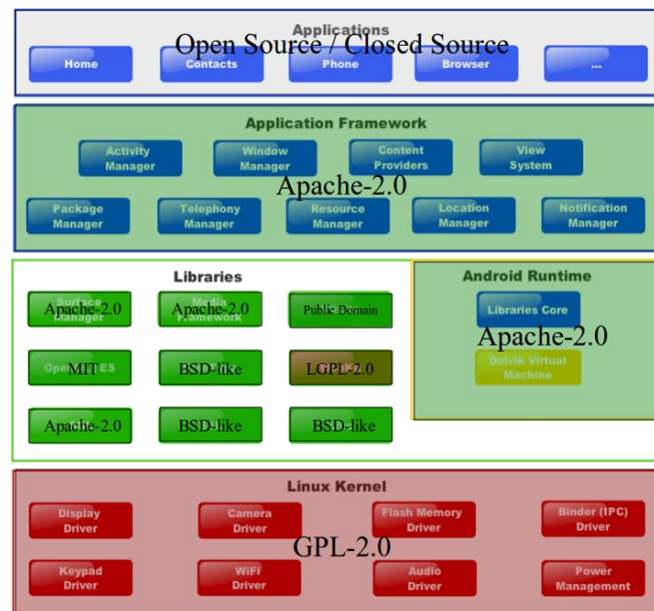 Applications
Open Source / Closed Source
Home
Contacts
Phone
Browser
...
Application Framework
Activity
Manager
Window
Manager
Content
Providers
View
System
Apache-2.0
Package
Manager
Telephony
Manager
Resource
Manager
Location
Manager
Notification
Manager
Libraries
Surface
Manager
Apache-2.0
Media
Framework
Apache-2.0
Public Domain
MIT
BSD-like
LGPL-2.0
Apache-2.0
BSD-like
BSD-like
Android Runtime
Libraries Core
Apache-2.0
Dalvik Virtual
Machine
Linux Kernel
Display
Driver
Camera
Driver
Flash Memory
Driver
Binder (IPC)
Driver
GPL-2.0
Keypad
Driver
WiFi
Driver
Audio
Driver
Power
Management